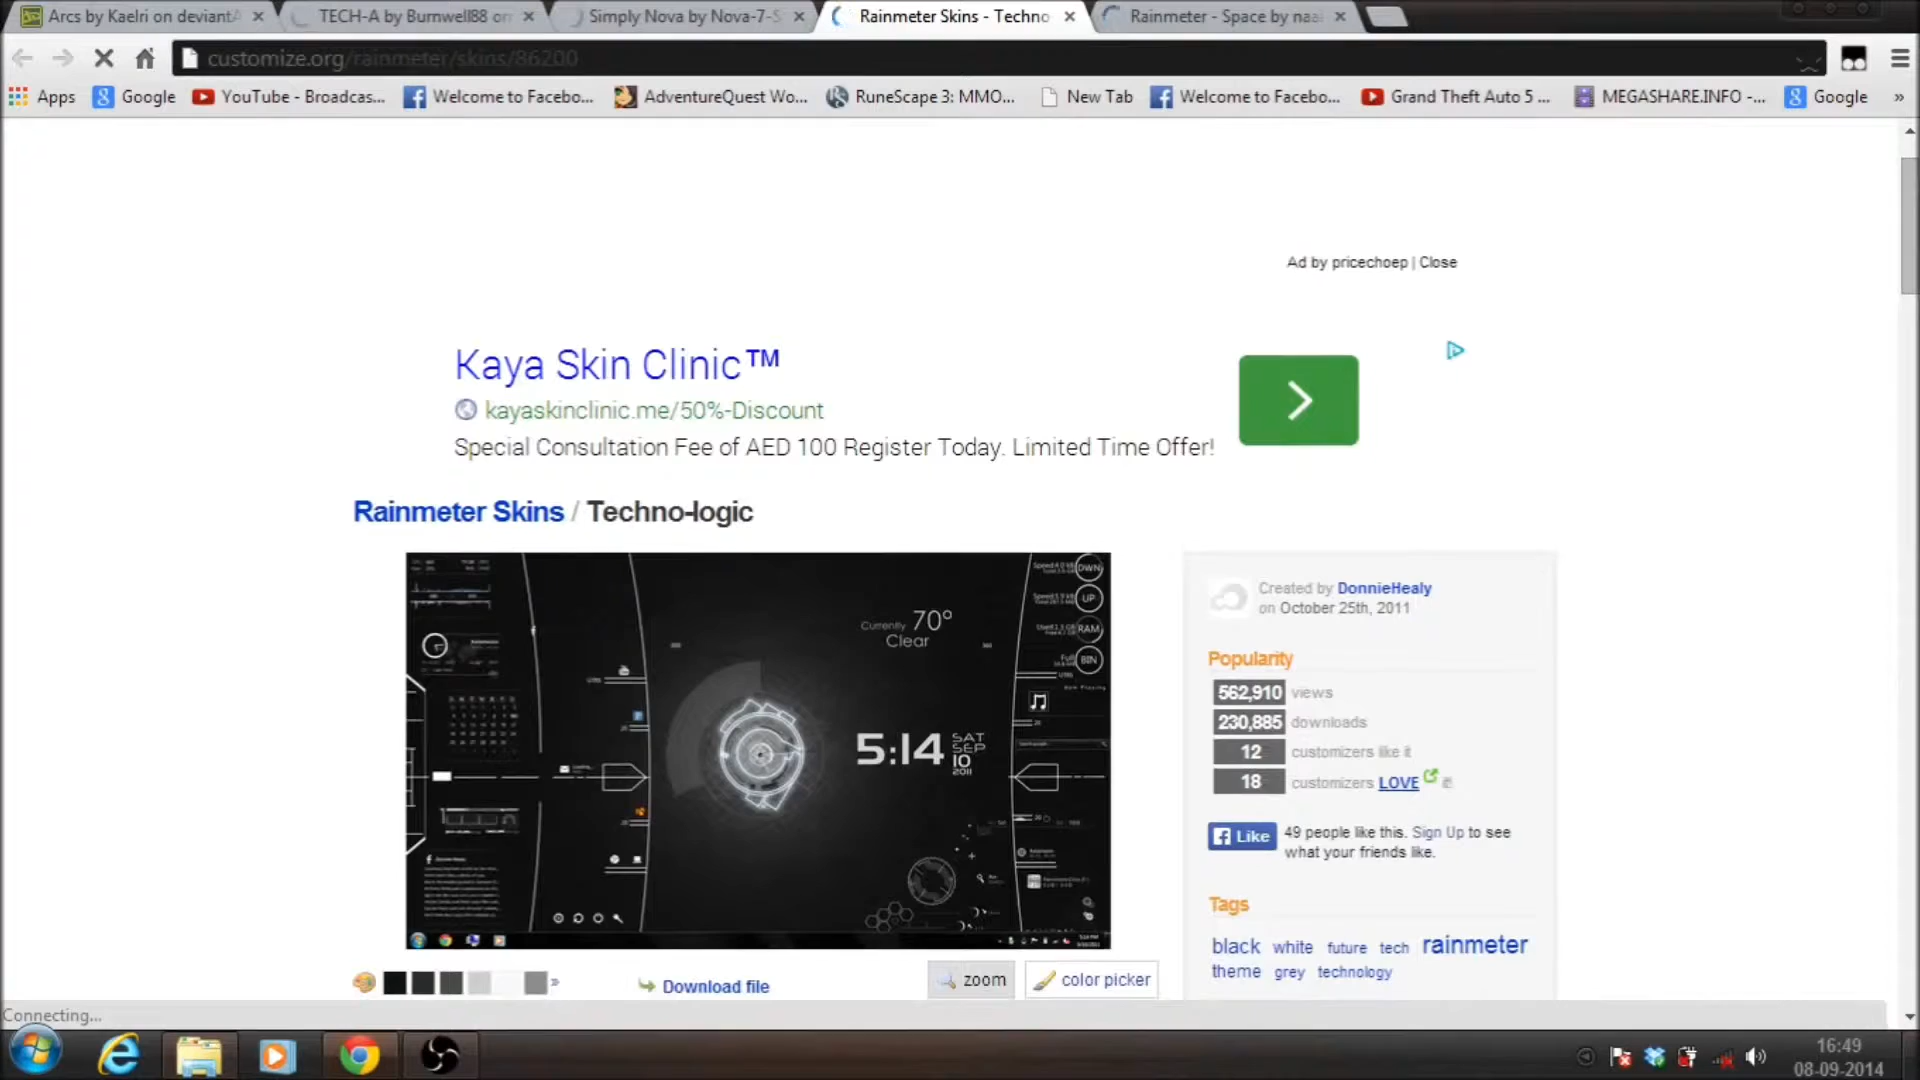 Arcs by Kaelri on deviantA
TECH-A by Burnwell88 on
Simply Nova by Nova-7-S
Rainmeter Skins - Techno
Rainmeter - Space by naa
customize.org/rainmeter/skins/86200
Apps
Google
YouTube - Broadcas...
Welcome to Facebo...
AdventureQuest Wo...
RuneScape 3: MMO...
New Tab
Welcome to Facebo...
Grand Theft Auto 5 ...
MEGASHARE.INFO -...
Google
»
Ad by pricechoep | Close
Kaya Skin Clinic™
kayaskinclinic.me/50%-Discount
Special Consultation Fee of AED 100 Register Today. Limited Time Offer!
Rainmeter Skins / Techno-logic
Currently 70°
Clear
5:14
SAT
SEP
10
2011
DWN
UP
RAM
BIN
Created by DonnieHealy
on October 25th, 2011
Popularity
562,910 views
230,885 downloads
12 customizers like it
18 customizers LOVE
Like
49 people like this. Sign Up to see
what your friends like.
Tags
black white future tech rainmeter
theme grey technology
Download file
zoom
color picker
Connecting...
16:49
08-09-2014